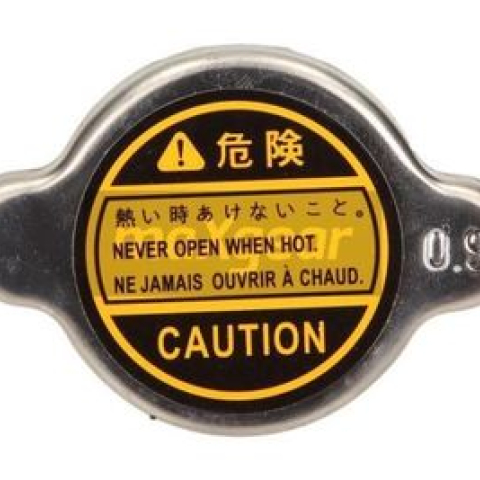 危険
熱い時あけないこと。
NEVER OPEN WHEN HOT.
NE JAMAIS OUVRIR À CHAUD.
CAUTION
maXgear